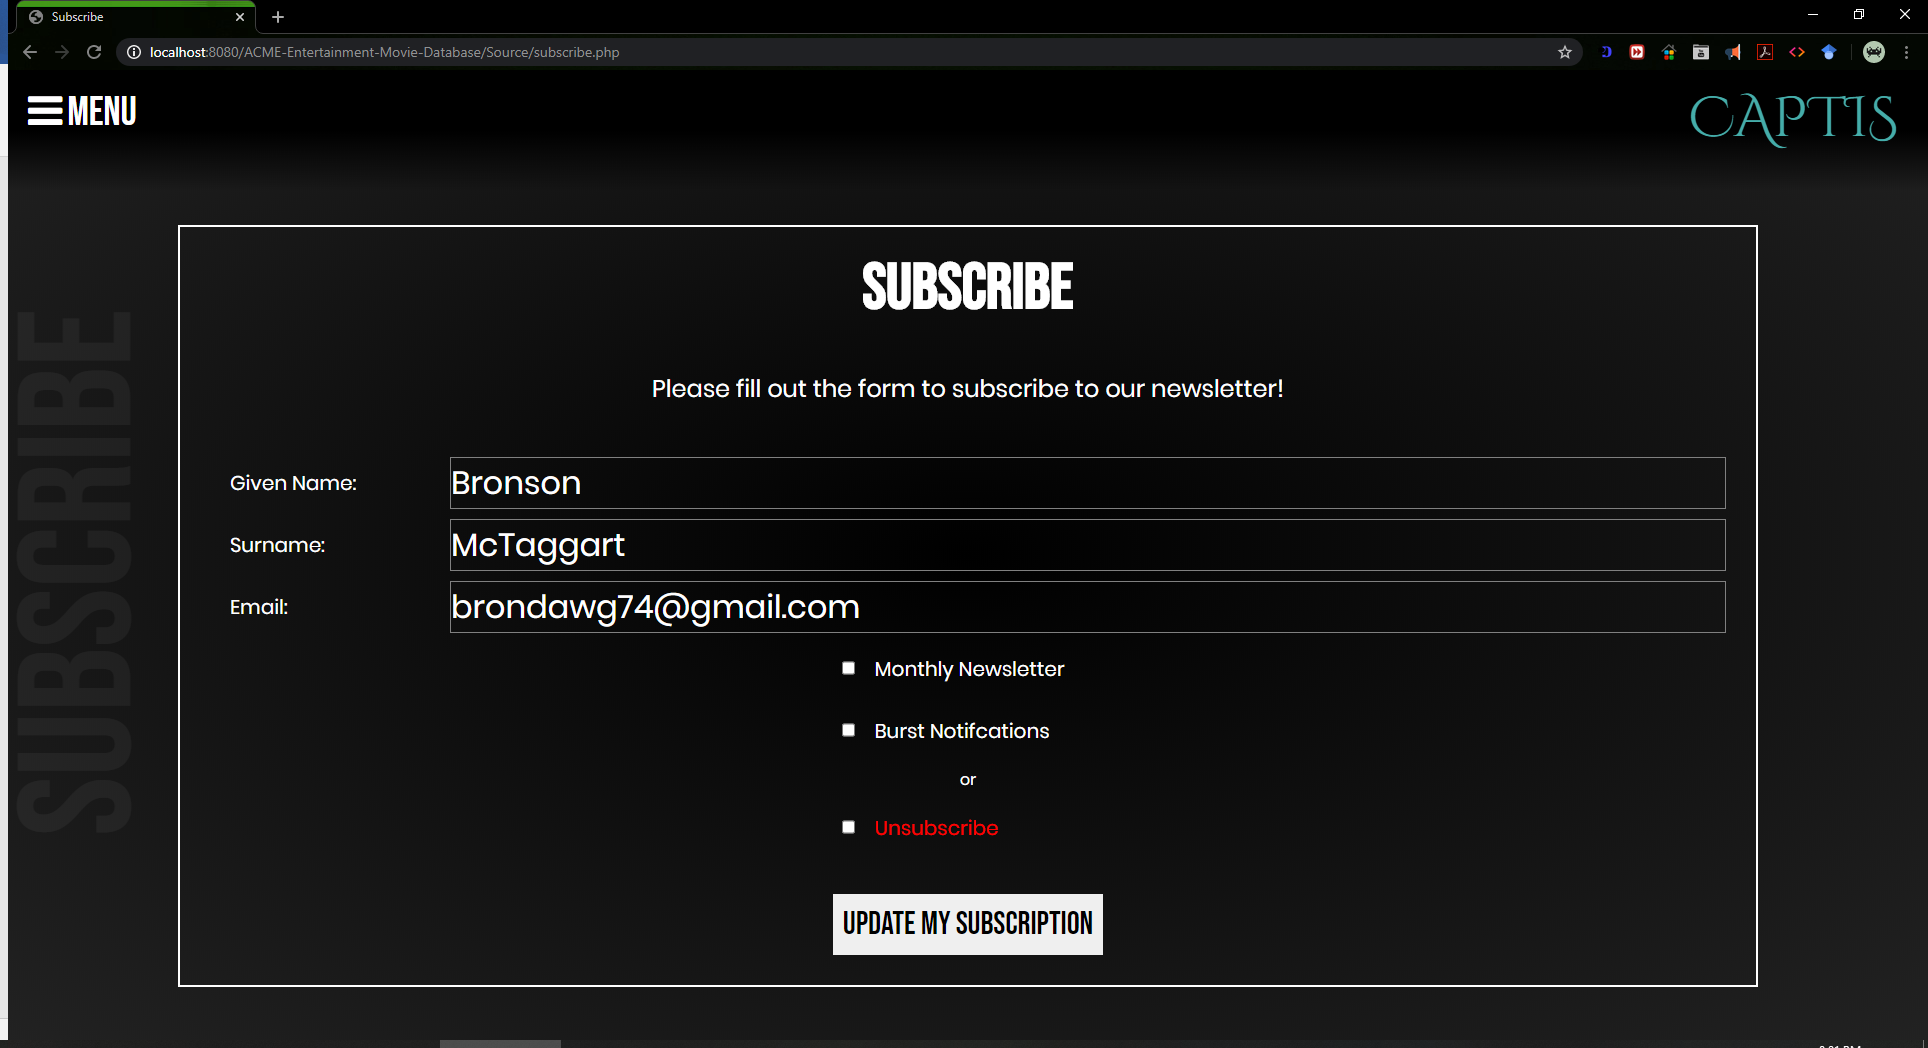 Subscribe
localhost:8080/ACME-Entertainment-Movie-Database/Source/subscribe.php
MENU
CAPTIS
SUBSCRIBE
SUBSCRIBE
Please fill out the form to subscribe to our newsletter!
Given Name: Bronson
Surname: McTaggart
Email: brondawg74@gmail.com
Monthly Newsletter
Burst Notifcations
or
Unsubscribe
UPDATE MY SUBSCRIPTION